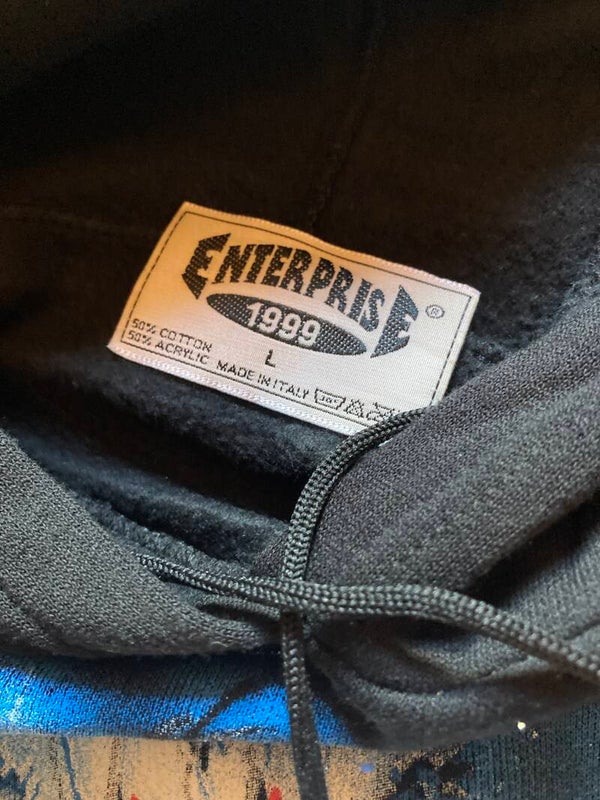 ENTERPRISE ®
1999
L
50% COTTON
50% ACRYLIC
MADE IN ITALY